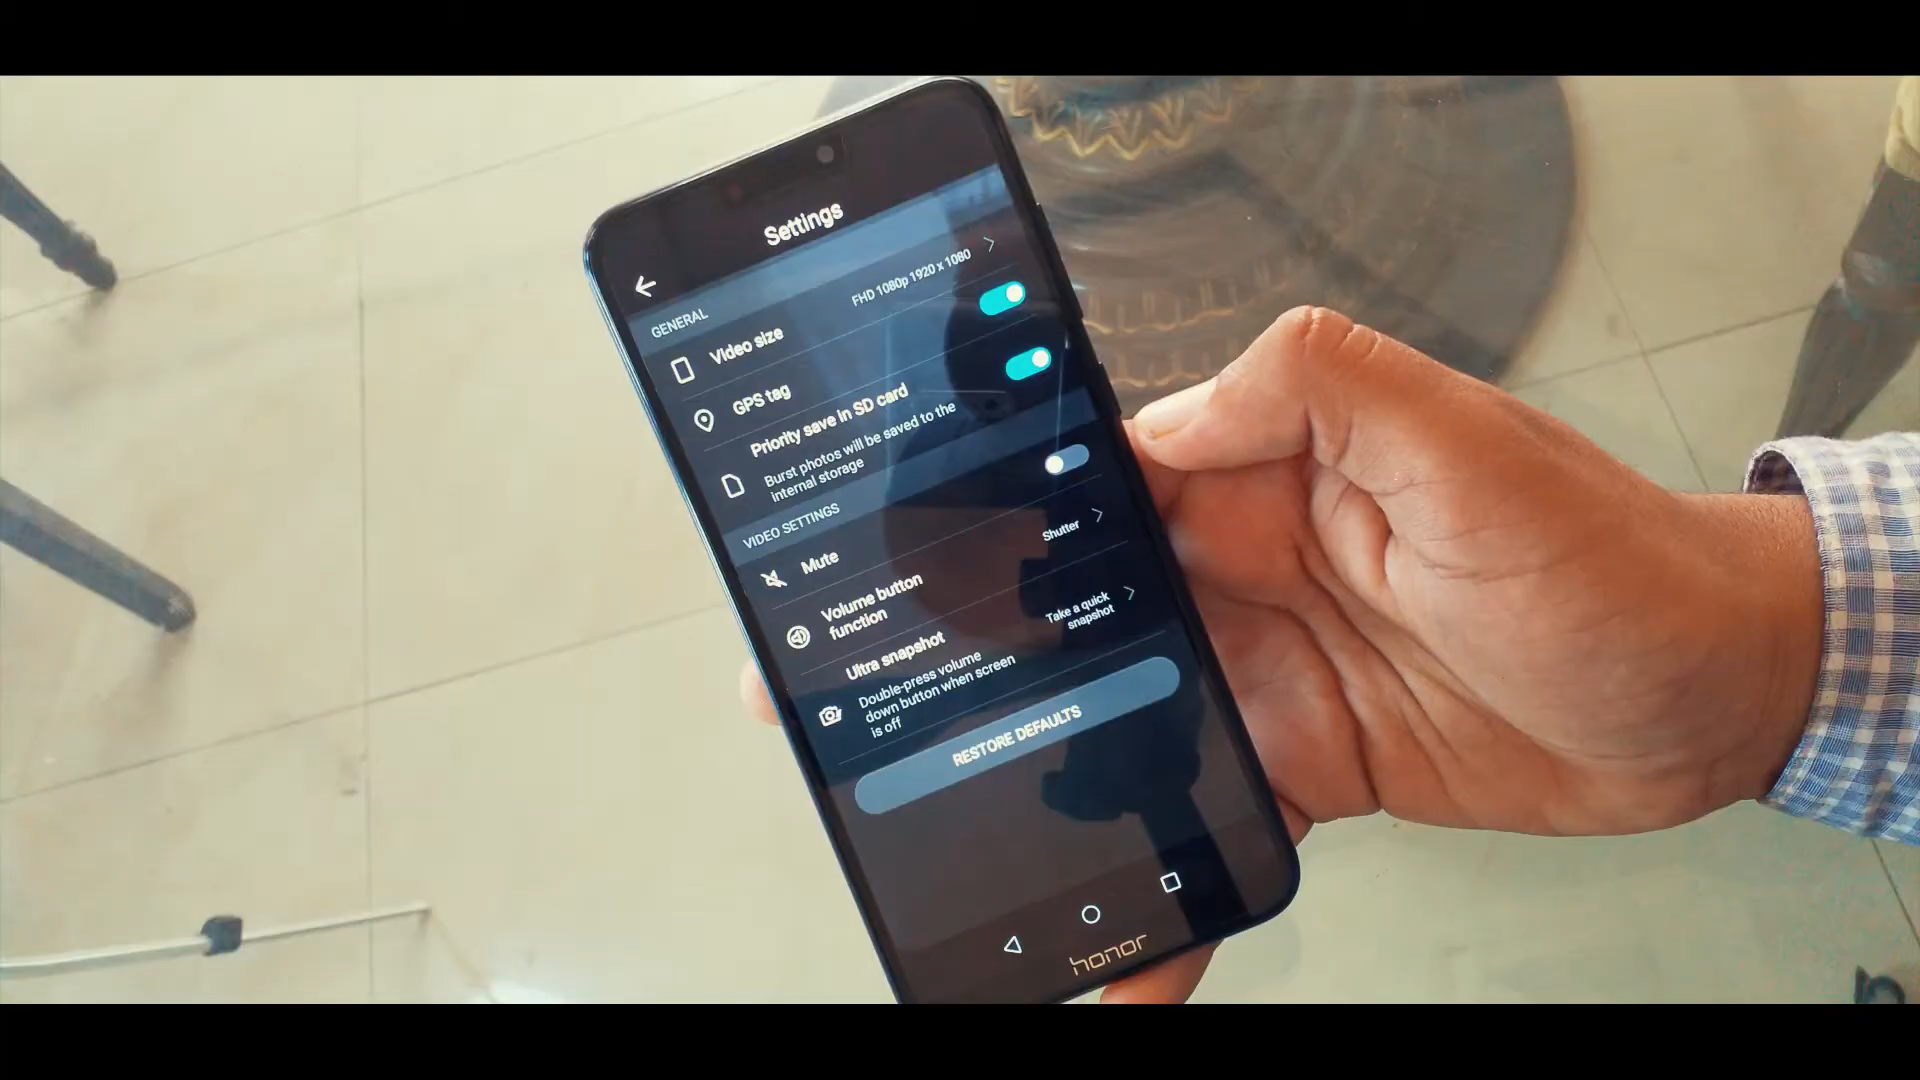 Settings
GENERAL
Video size
FHD 1080p 1920 x 1080
GPS tag
Priority save in SD card
Burst photos will be saved to the
internal storage
VIDEO SETTINGS
Mute
Volume button
function
Shutter
Ultra snapshot
Double-press volume
down button when screen
is off
Take a quick
snapshot
RESTORE DEFAULTS
honor